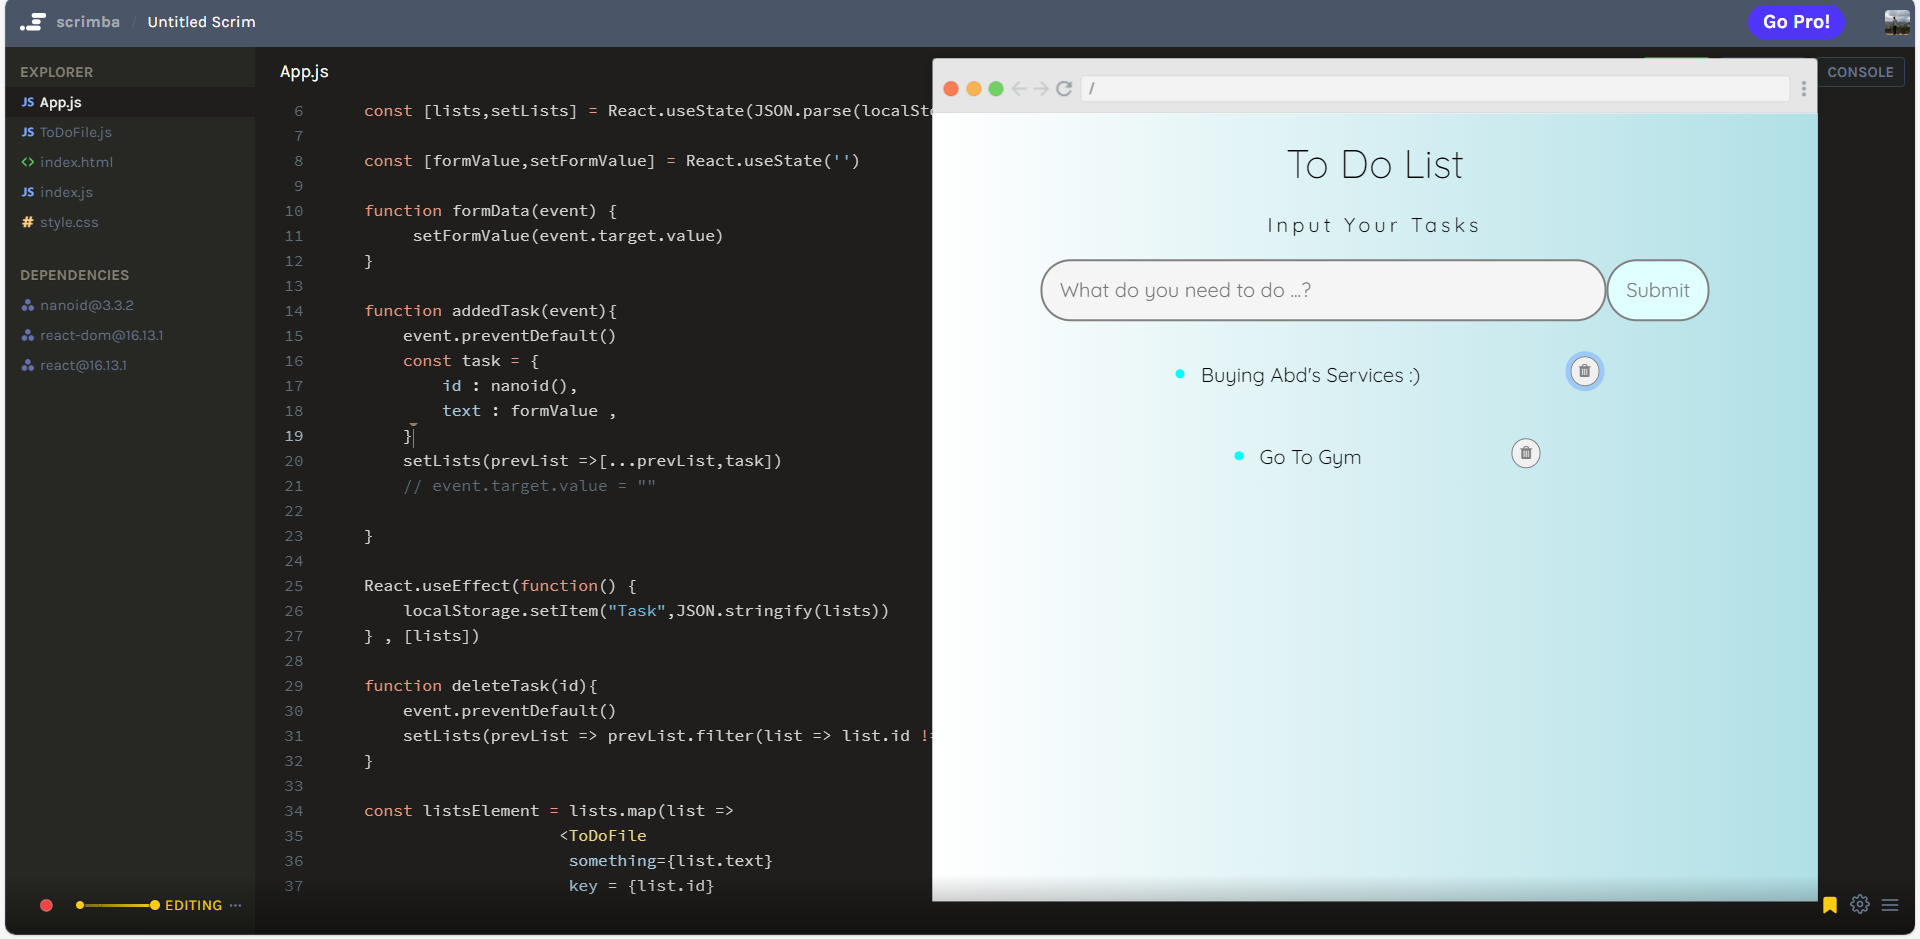 scrimba / Untitled Scrim
Go Pro!
EXPLORER
JS App.js
JS ToDoFile.js
<> index.html
JS index.js
# style.css
DEPENDENCIES
nanoid@3.3.2
react-dom@16.13.1
react@16.13.1
EDITING ...
App.js
6 const [lists,setLists] = React.useState(JSON.parse(localSto
7
8 const [formValue,setFormValue] = React.useState('')
9
10 function formData(event) {
11 setFormValue(event.target.value)
12 }
13
14 function addedTask(event){
15 event.preventDefault()
16 const task = {
17 id : nanoid(),
18 text : formValue ,
19 }
20 setLists(prevList =>[...prevList,task])
21 // event.target.value = ""
22
23 }
24
25 React.useEffect(function() {
26 localStorage.setItem("Task",JSON.stringify(lists))
27 } , [lists])
28
29 function deleteTask(id){
30 event.preventDefault()
31 setLists(prevList => prevList.filter(list => list.id !=
32 }
33
34 const listsElement = lists.map(list =>
35 <ToDoFile
36 something={list.text}
37 key = {list.id}
CONSOLE
/
To Do List
Input Your Tasks
What do you need to do ...?
Submit
Buying Abd's Services :)
Go To Gym